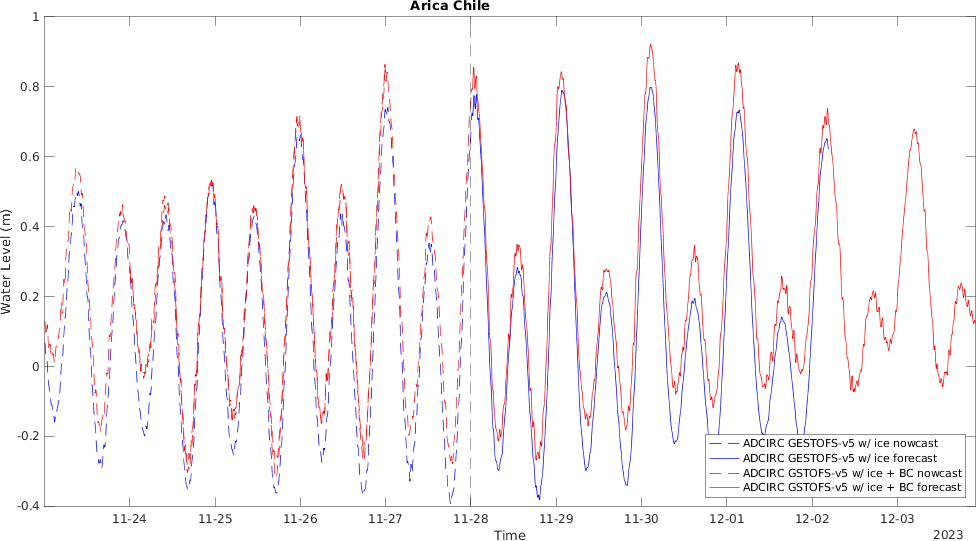 Arica Chile
Water Level (m)
1
0.8
0.6
0.4
0.2
0
-0.2
-0.4
ADCIRC GESTOFS-v5 w/ ice nowcast
ADCIRC GESTOFS-v5 w/ ice forecast
ADCIRC GSTOFS-v5 w/ ice + BC nowcast
ADCIRC GSTOFS-v5 w/ ice + BC forecast
11-24 11-25 11-26 11-27 11-28 11-29 11-30 12-01 12-02 12-03
Time
2023